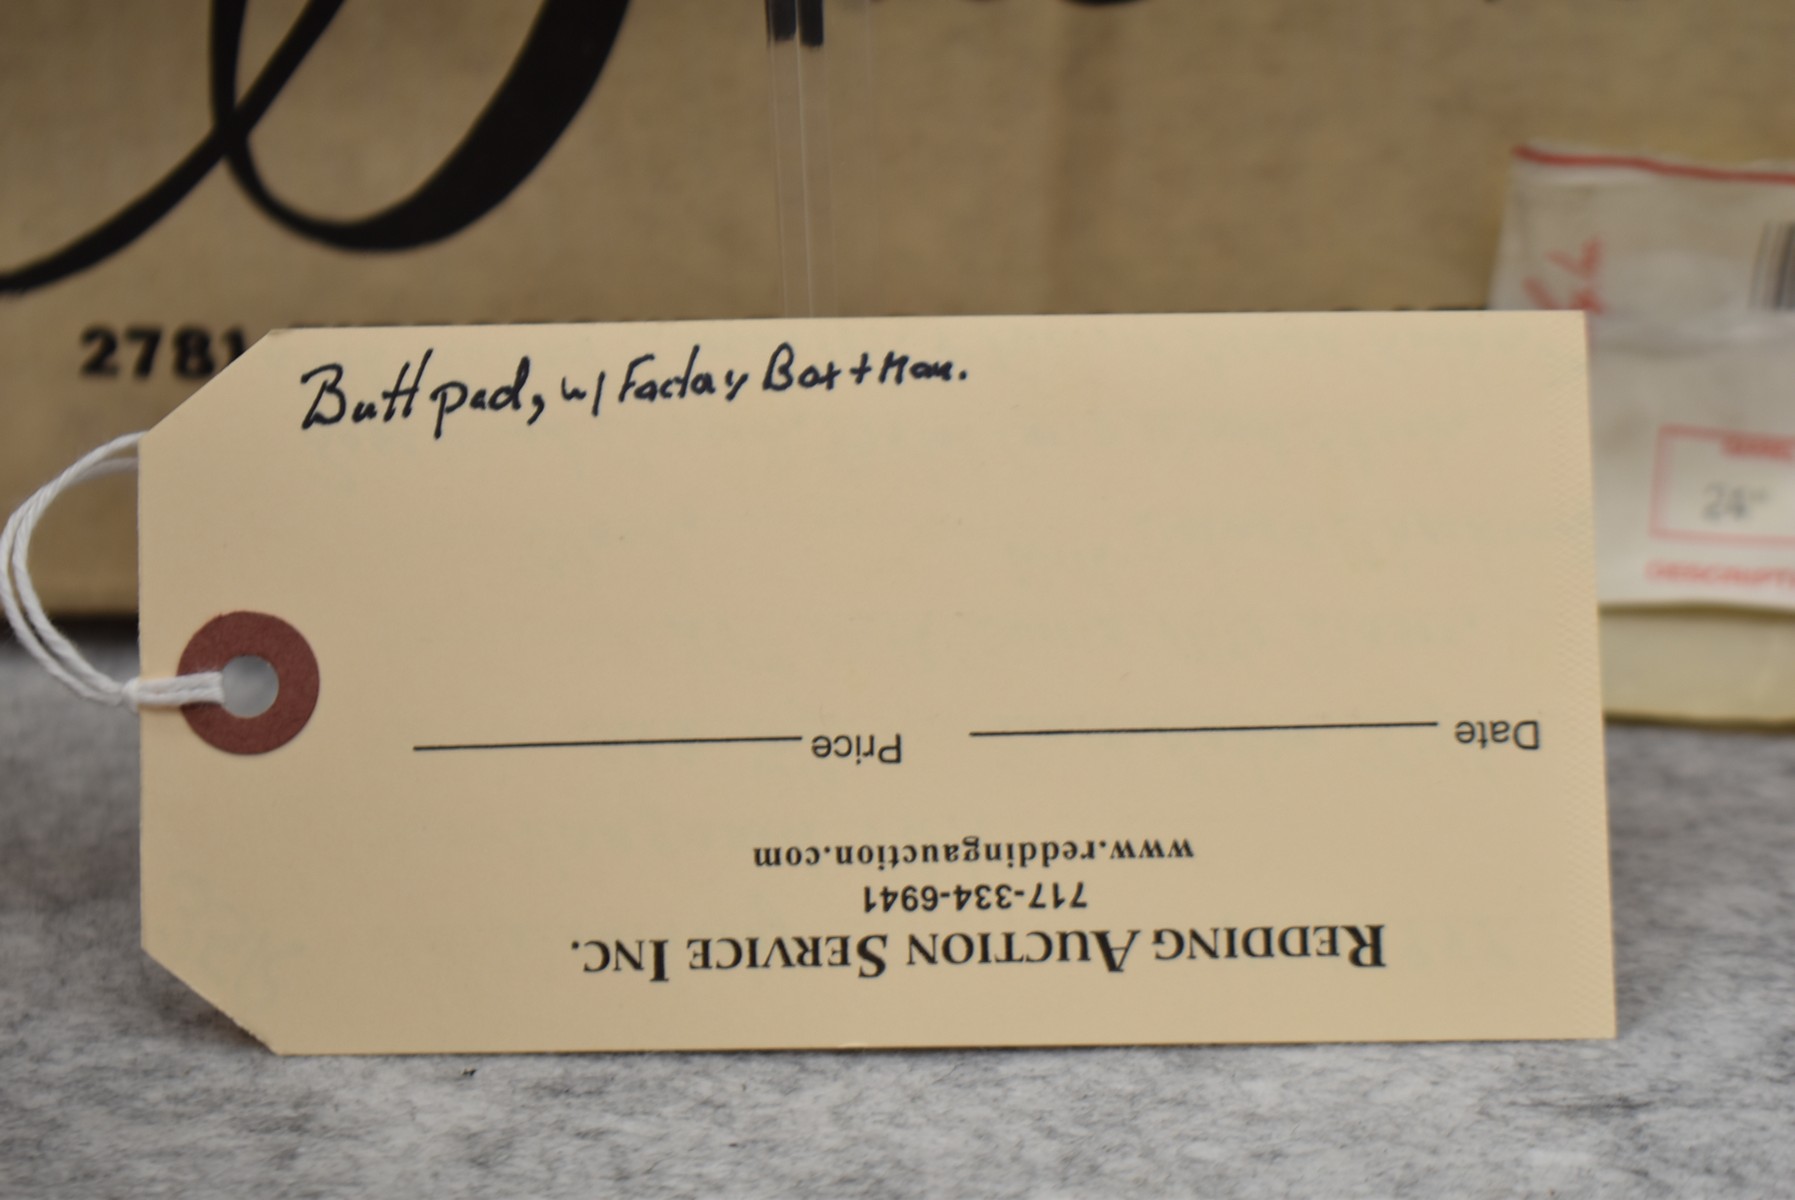 2781
Butt pad, w/ Factory Box + Man.
24"
Date
Price
www.reddingauction.com
717-334-6941
REDDING AUCTION SERVICE INC.